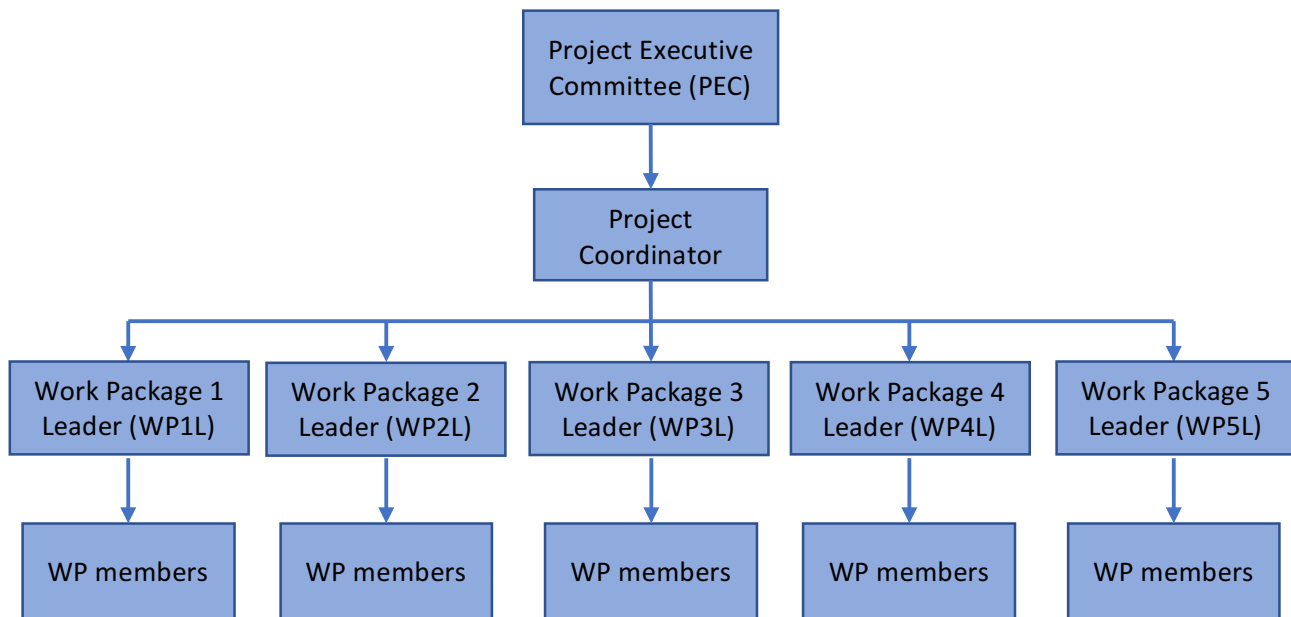 Project Executive
Committee (PEC)
Project
Coordinator
Work Package 1
Leader (WP1L)
Work Package 2
Leader (WP2L)
Work Package 3
Leader (WP3L)
Work Package 4
Leader (WP4L)
Work Package 5
Leader (WP5L)
WP members
WP members
WP members
WP members
WP members